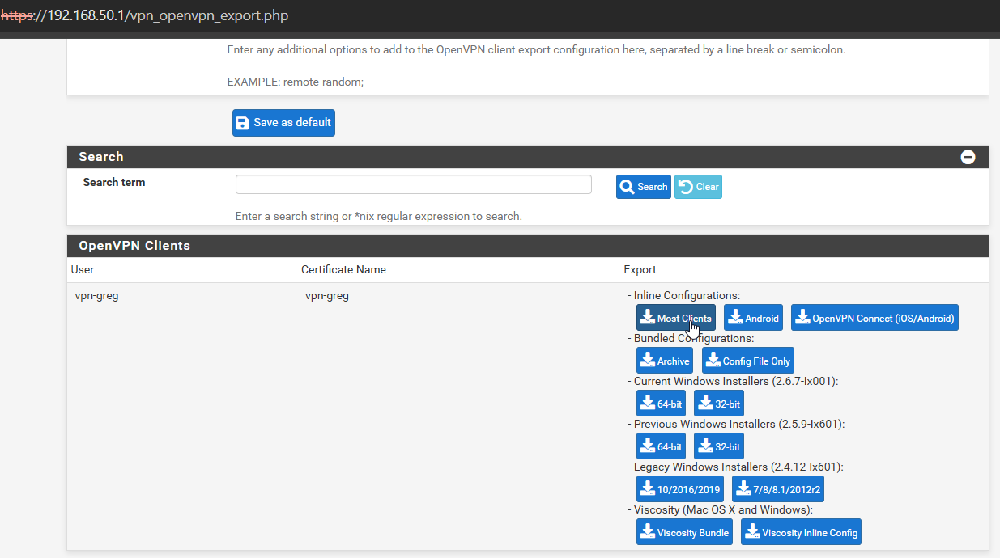 https://192.168.50.1/vpn_openvpn_export.php
Enter any additional options to add to the OpenVPN client export configuration here, separated by a line break or semicolon.
EXAMPLE: remote-random;
Save as default
Search
Search term
Search Clear
Enter a search string or *nix regular expression to search.
OpenVPN Clients
User Certificate Name Export
vpn-greg vpn-greg - Inline Configurations:
Most Clients Android OpenVPN Connect (iOS/Android)
- Bundled Configurations:
Archive Config File Only
- Current Windows Installers (2.6.7-Ix001):
64-bit 32-bit
- Previous Windows Installers (2.5.9-Ix601):
64-bit 32-bit
- Legacy Windows Installers (2.4.12-Ix601):
10/2016/2019 7/8/8.1/2012r2
- Viscosity (Mac OS X and Windows):
Viscosity Bundle Viscosity Inline Config